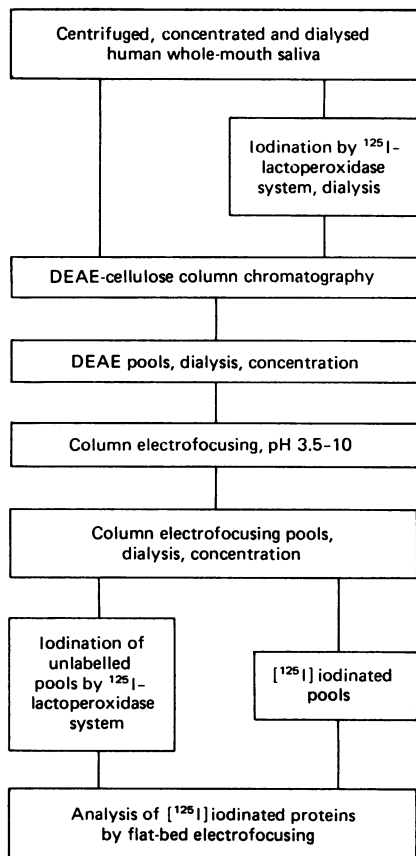 Centrifuged, concentrated and dialysed
human whole-mouth saliva
Iodination by ¹²⁵I-
lactoperoxidase
system, dialysis
DEAE-cellulose column chromatography
DEAE pools, dialysis, concentration
Column electrofocusing, pH 3.5-10
Column electrofocusing pools,
dialysis, concentration
Iodination of
unlabelled
pools by ¹²⁵I-
lactoperoxidase
system
[¹²⁵I] iodinated
pools
Analysis of [¹²⁵I] iodinated proteins
by flat-bed electrofocusing